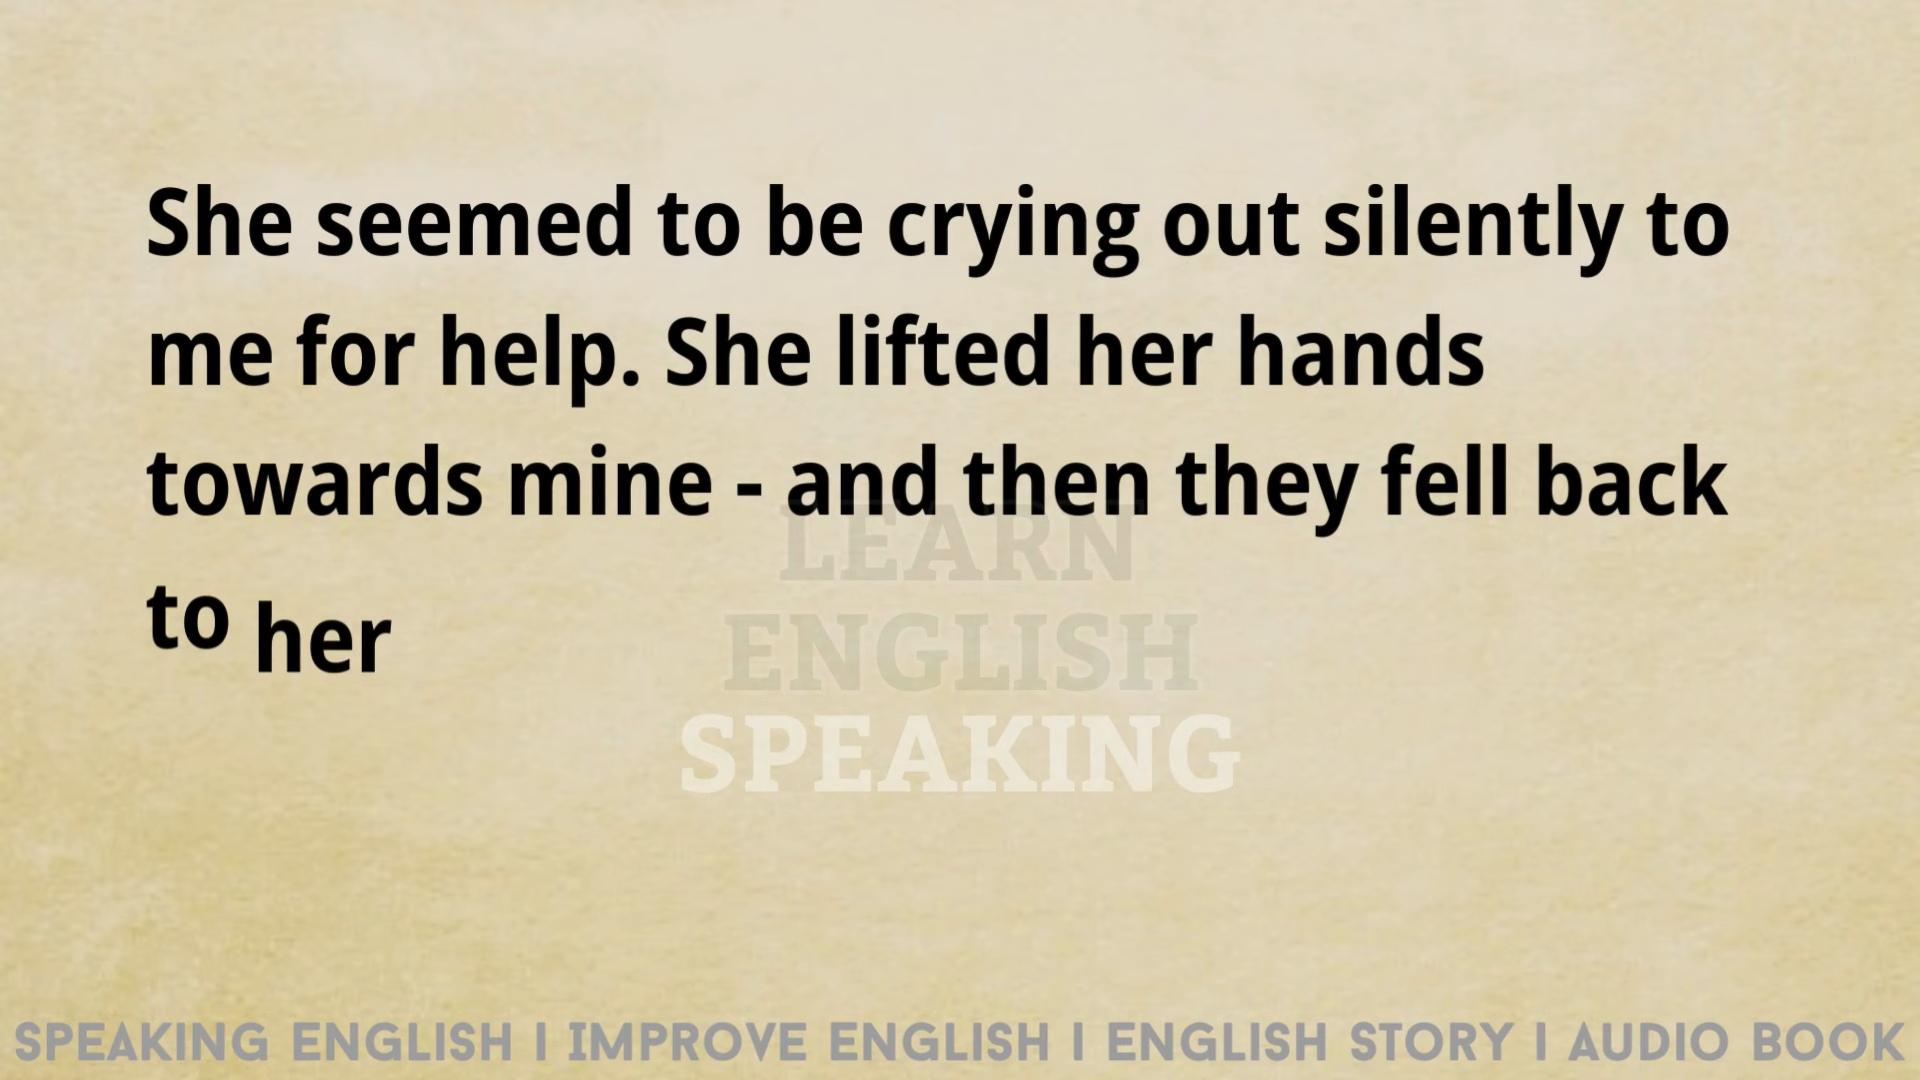 She seemed to be crying out silently to
me for help. She lifted her hands
towards mine - and then they fell back
to her
LEARN
ENGLISH
SPEAKING
SPEAKING ENGLISH I IMPROVE ENGLISH I ENGLISH STORY I AUDIO BOOK